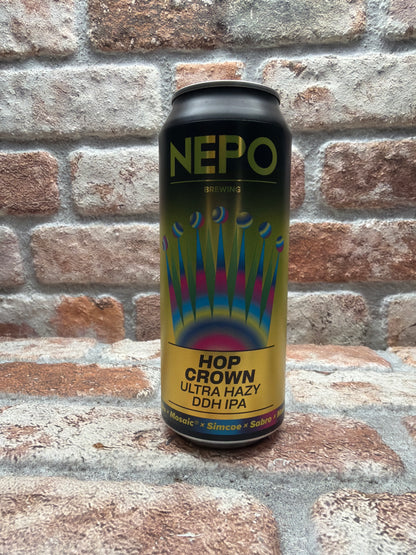 NEPO
BREWING
HOP
CROWN
ULTRA HAZY
DDH IPA
× Mosaic® × Simcoe × Sabro ×